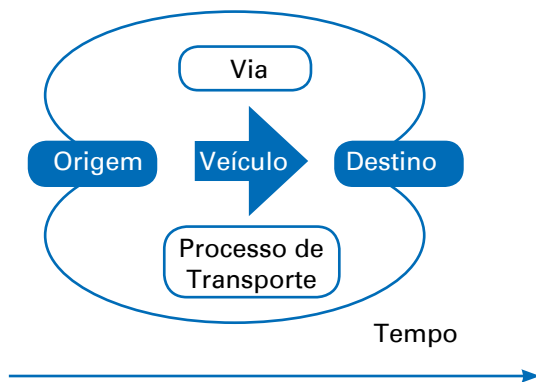 Via
Origem
Veículo
Destino
Processo de
Transporte
Tempo